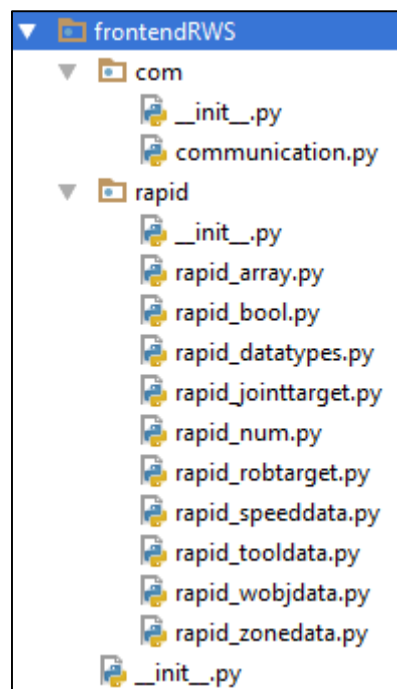 frontendRWS
com
__init__.py
communication.py
rapid
__init__.py
rapid_array.py
rapid_bool.py
rapid_datatypes.py
rapid_jointtarget.py
rapid_num.py
rapid_robtarget.py
rapid_speeddata.py
rapid_tooldata.py
rapid_wobjdata.py
rapid_zonedata.py
__init__.py